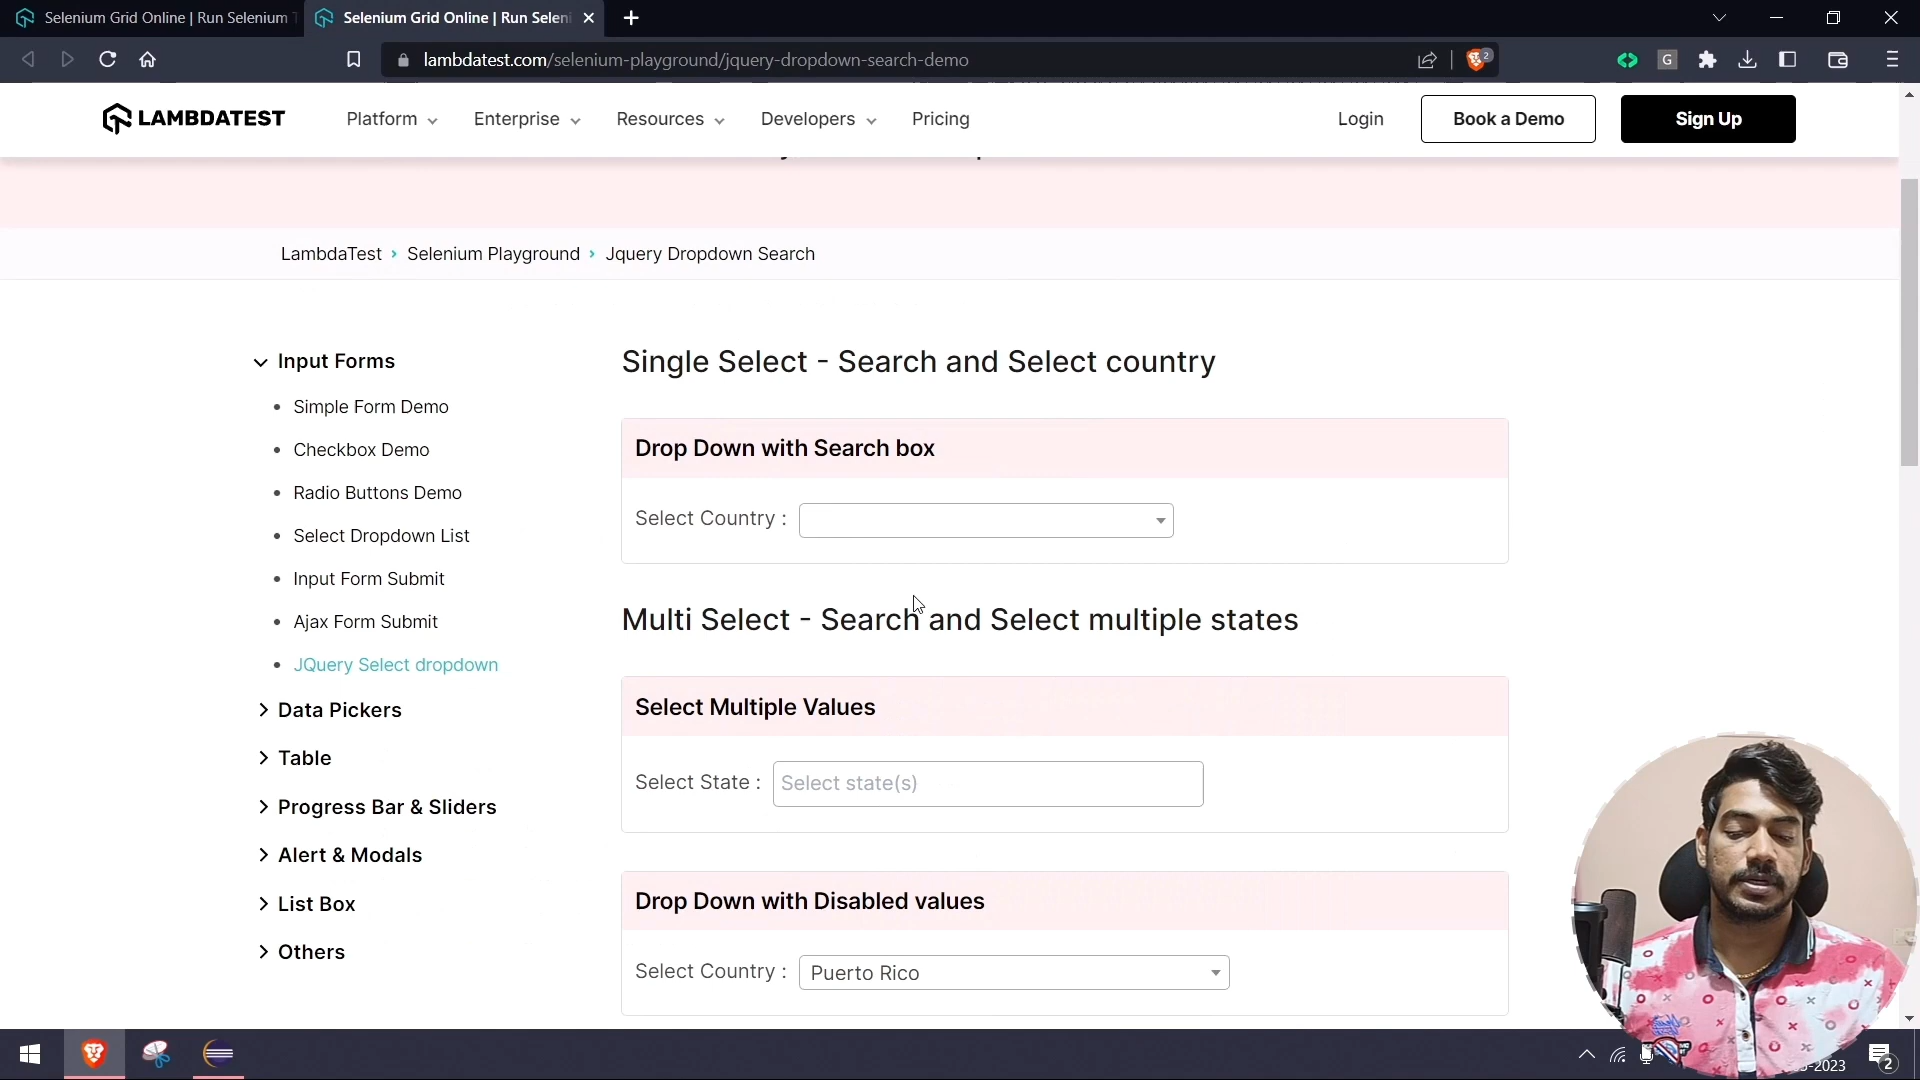 Selenium Grid Online | Run Selenium T
Selenium Grid Online | Run Seleni
lambdatest.com/selenium-playground/jquery-dropdown-search-demo
2
G
LAMBDATEST
Platform
Enterprise
Resources
Developers
Pricing
Login
Book a Demo
Sign Up
LambdaTest › Selenium Playground › Jquery Dropdown Search
Input Forms
Simple Form Demo
Checkbox Demo
Radio Buttons Demo
Select Dropdown List
Input Form Submit
Ajax Form Submit
JQuery Select dropdown
Data Pickers
Table
Progress Bar & Sliders
Alert & Modals
List Box
Others
Single Select - Search and Select country
Drop Down with Search box
Select Country :
Multi Select - Search and Select multiple states
Select Multiple Values
Select State : Select state(s)
Drop Down with Disabled values
Select Country : Puerto Rico
-2023
2